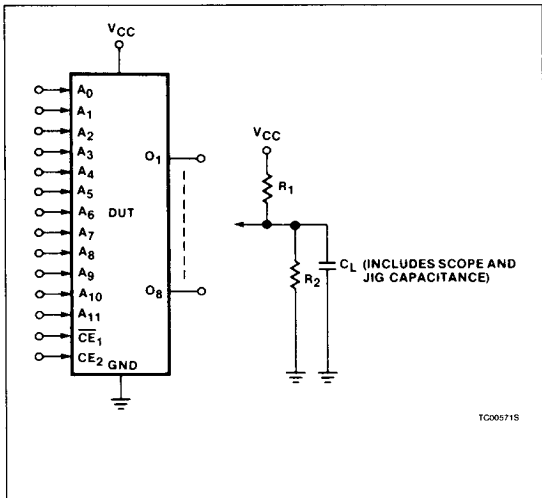 VCC
A0
A1
A2
A3
A4
A5
A6
A7
A8
A9
A10
A11
CE1
CE2
DUT
O1
O8
GND
VCC
R1
R2
CL (INCLUDES SCOPE AND
JIG CAPACITANCE)
TC00571S